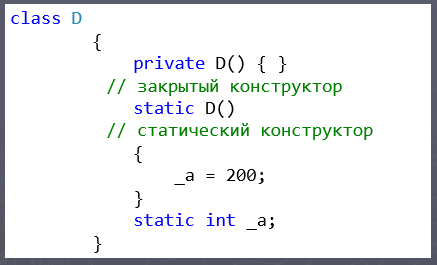 class D
{
private D() { }
// закрытый конструктор
static D()
// статический конструктор
{
_a = 200;
}
static int _a;
}